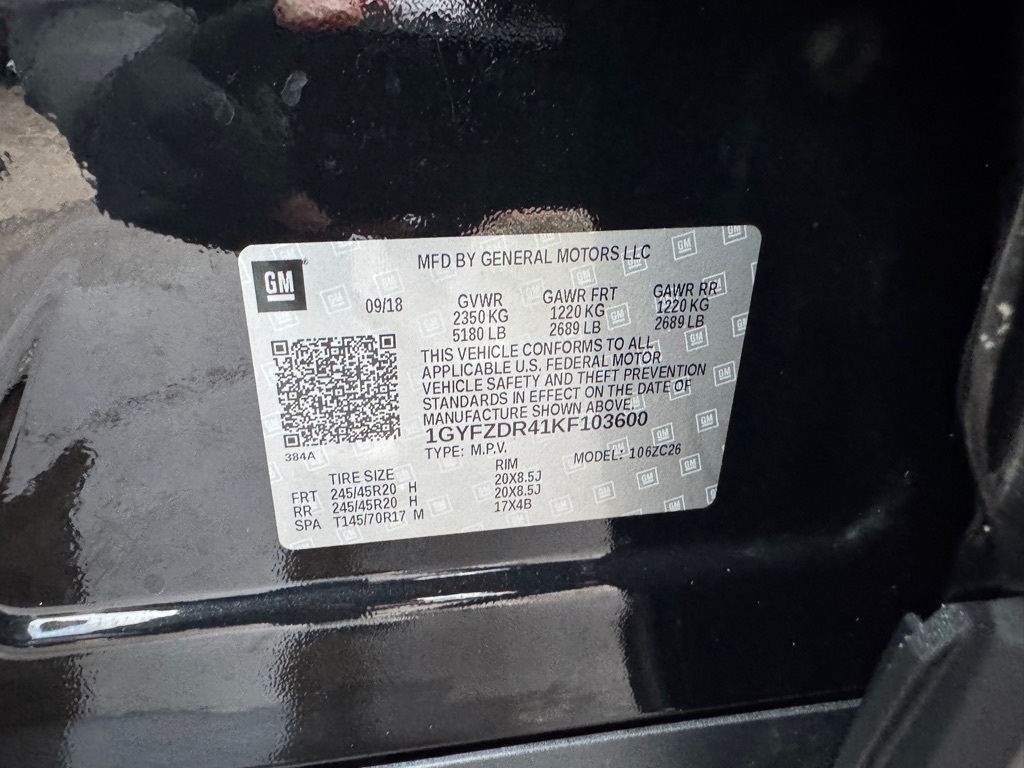 GM
MFD BY GENERAL MOTORS LLC
09/18
GVWR GAWR FRT GAWR RR
2350 KG 1220 KG 1220 KG
5180 LB 2689 LB 2689 LB
THIS VEHICLE CONFORMS TO ALL
APPLICABLE U.S. FEDERAL MOTOR
VEHICLE SAFETY AND THEFT PREVENTION
STANDARDS IN EFFECT ON THE DATE OF
MANUFACTURE SHOWN ABOVE.
1GYFZDR41KF103600
TYPE: M.P.V. MODEL: 106ZC26
384A
TIRE SIZE RIM
FRT 245/45R20 H 20X8.5J
RR 245/45R20 H 20X8.5J
SPA T145/70R17 M 17X4B